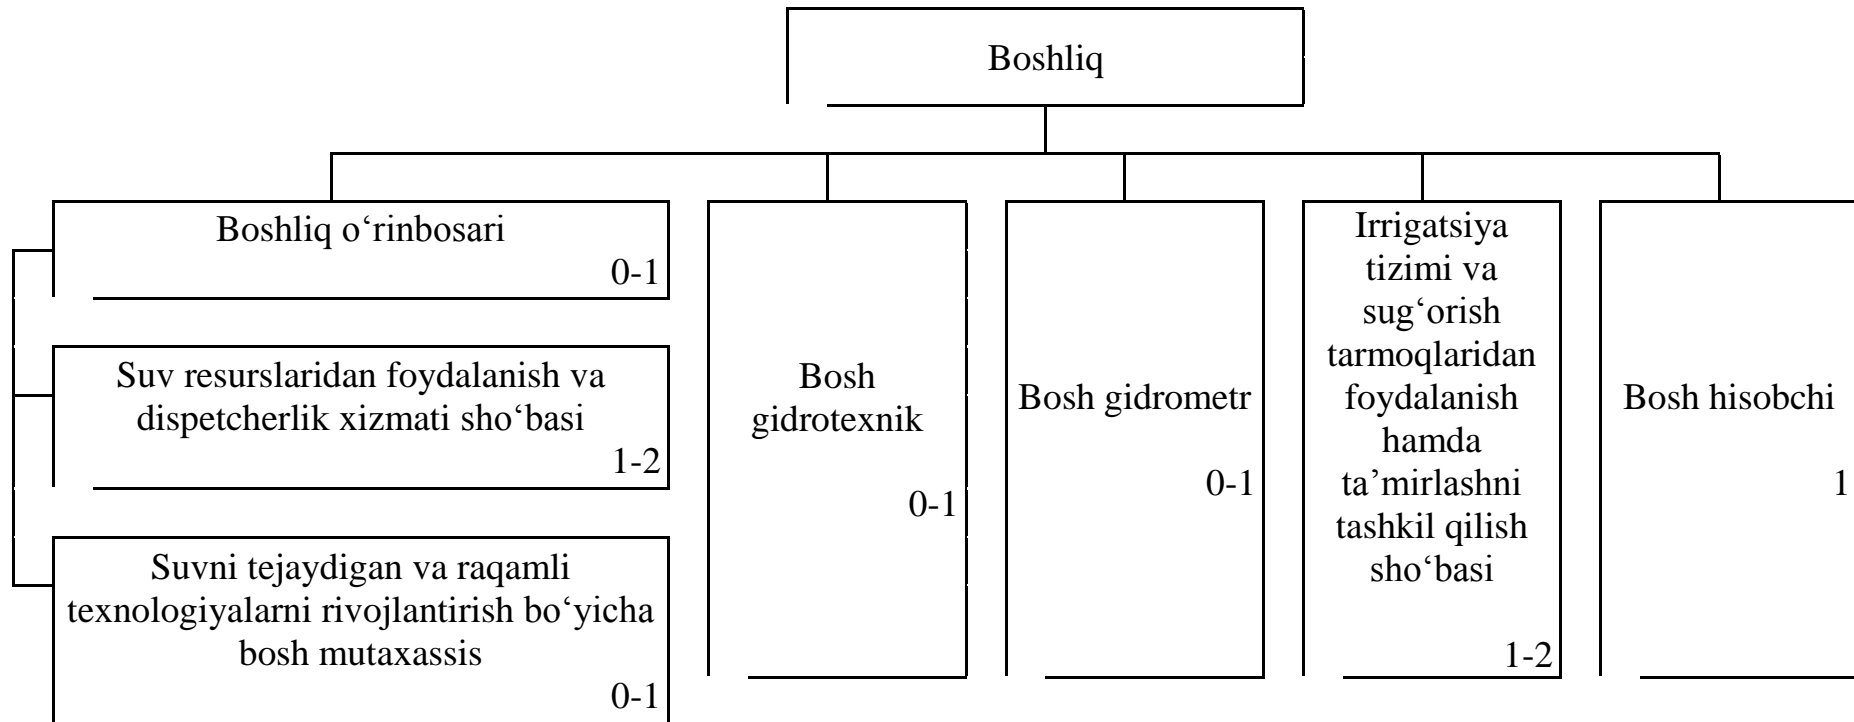 Boshliq
Boshliq o‘rinbosari
0-1
Suv resurslaridan foydalanish va
dispetcherlik xizmati sho‘basi
1-2
Suvni tejaydigan va raqamli
texnologiyalarni rivojlantirish bo‘yicha
bosh mutaxassis
0-1
Bosh
gidrotexnik
0-1
Bosh gidrometr
0-1
Irrigatsiya
tizimi va
sug‘orish
tarmoqlaridan
foydalanish
hamda
ta’mirlashni
tashkil qilish
sho‘basi
1-2
Bosh hisobchi
1